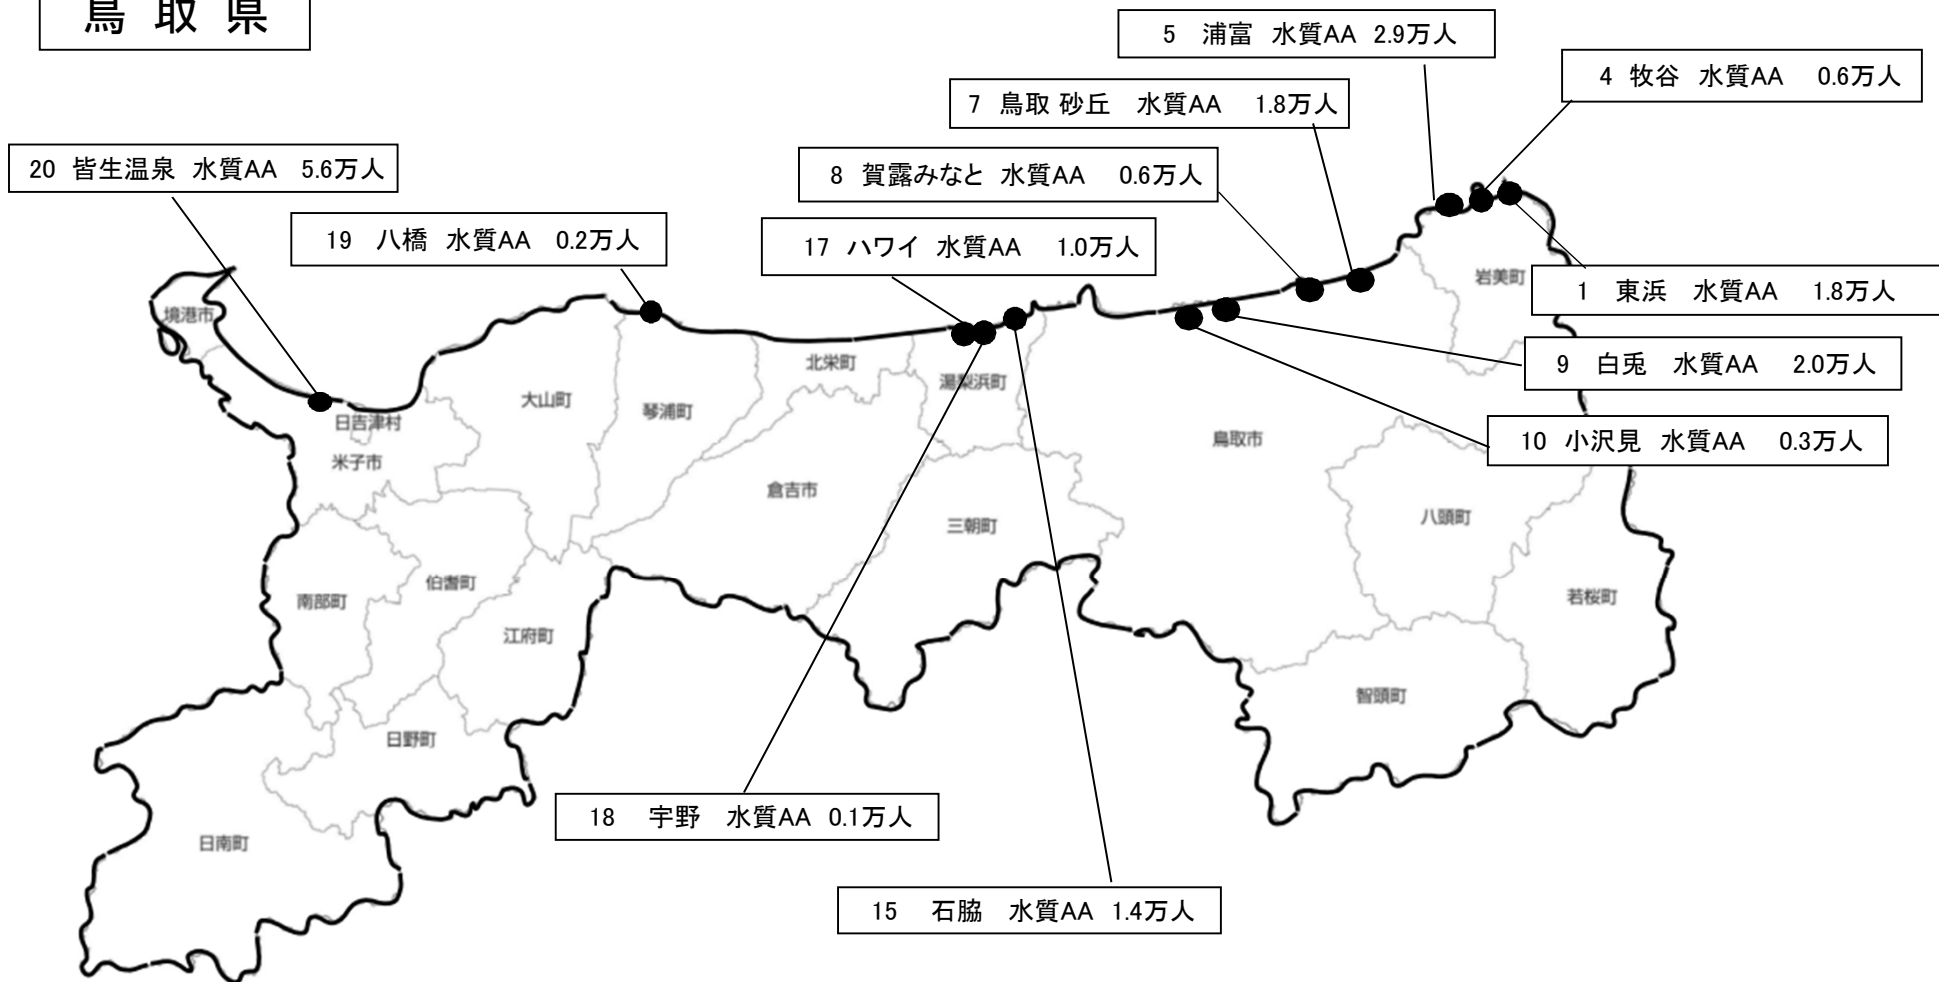 鳥 取 県
5 浦富 水質AA 2.9万人
4 牧谷 水質AA 0.6万人
7 鳥取 砂丘 水質AA 1.8万人
20 皆生温泉 水質AA 5.6万人
8 賀露みなと 水質AA 0.6万人
19 八橋 水質AA 0.2万人
17 ハワイ 水質AA 1.0万人
岩美町
1 東浜 水質AA 1.8万人
境港市
9 白兎 水質AA 2.0万人
北栄町
湯梨浜町
大山町
琴浦町
日吉津村
鳥取市
10 小沢見 水質AA 0.3万人
米子市
倉吉市
三朝町
八頭町
伯耆町
南部町
若桜町
江府町
智頭町
日野町
18 宇野 水質AA 0.1万人
日南町
15 石脇 水質AA 1.4万人